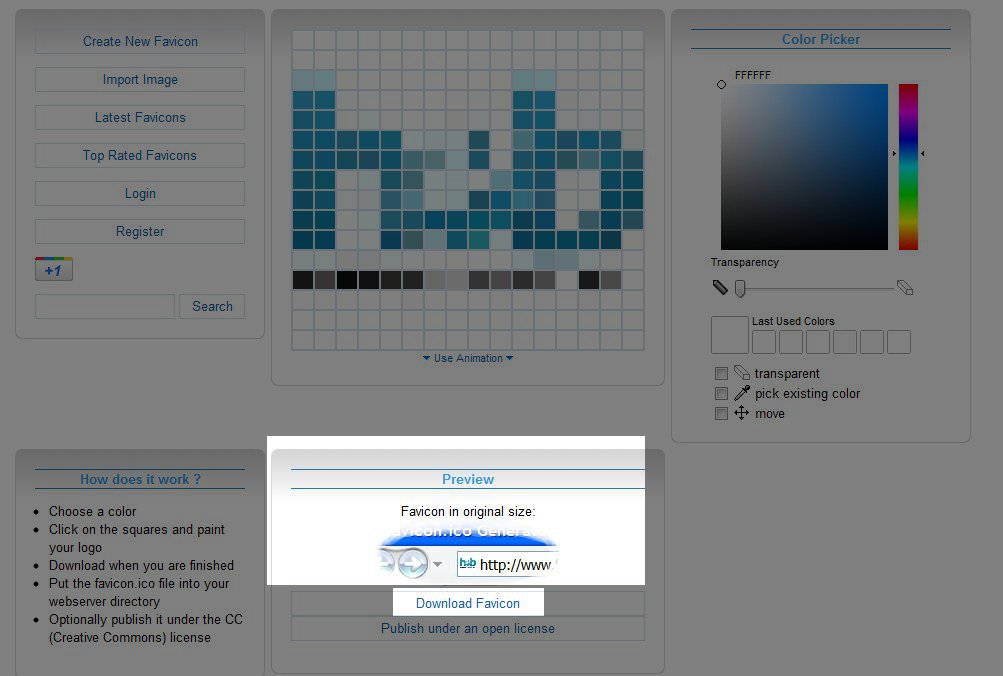 Create New Favicon
Import Image
Latest Favicons
Top Rated Favicons
Login
Register
+1
Search
Use Animation
Color Picker
FFFFFF
Transparency
Last Used Colors
transparent
pick existing color
move
How does it work ?
Choose a color
Click on the squares and paint
your logo
Download when you are finished
Put the favicon.ico file into your
webserver directory
Optionally publish it under the CC
(Creative Commons) license
Preview
Favicon in original size:
hub http://www.
Download Favicon
Publish under an open license